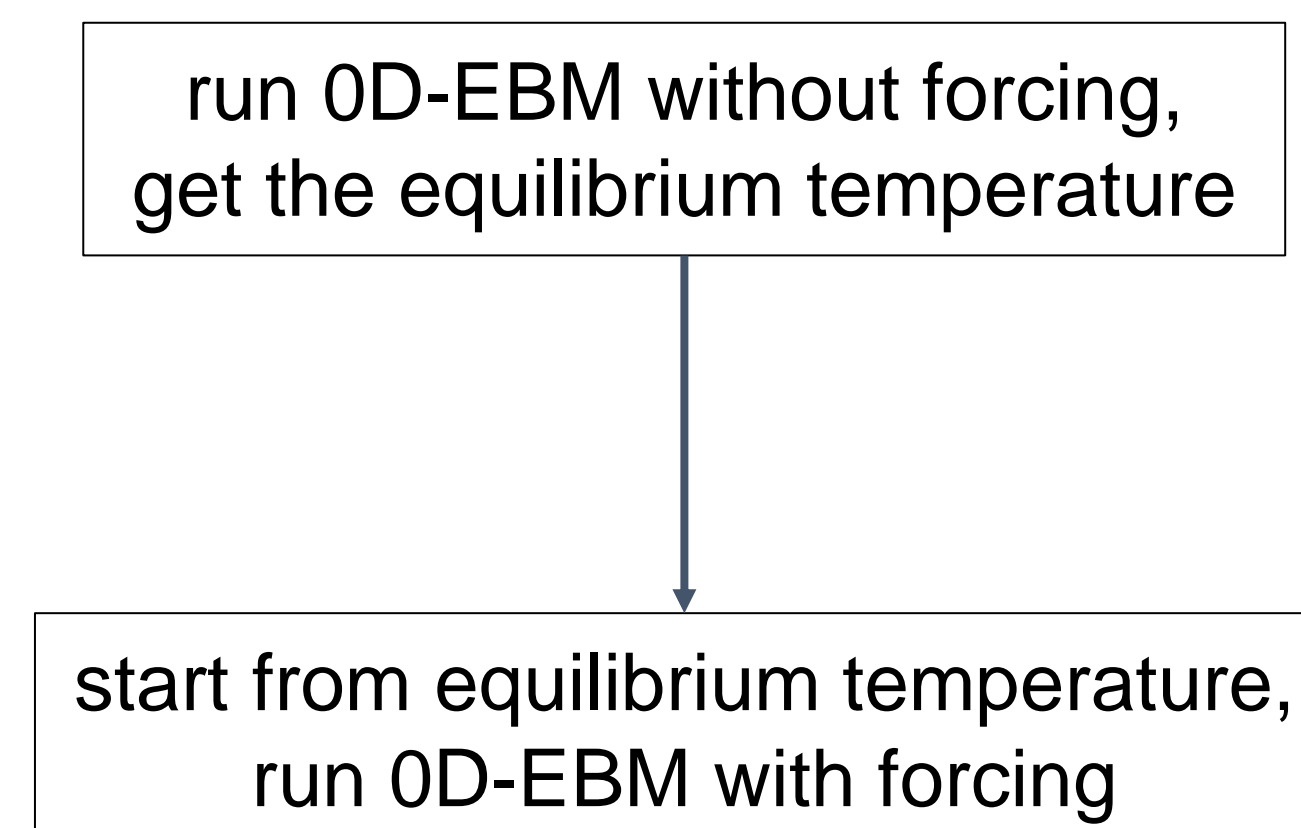 run 0D-EBM without forcing,
get the equilibrium temperature
start from equilibrium temperature,
run 0D-EBM with forcing